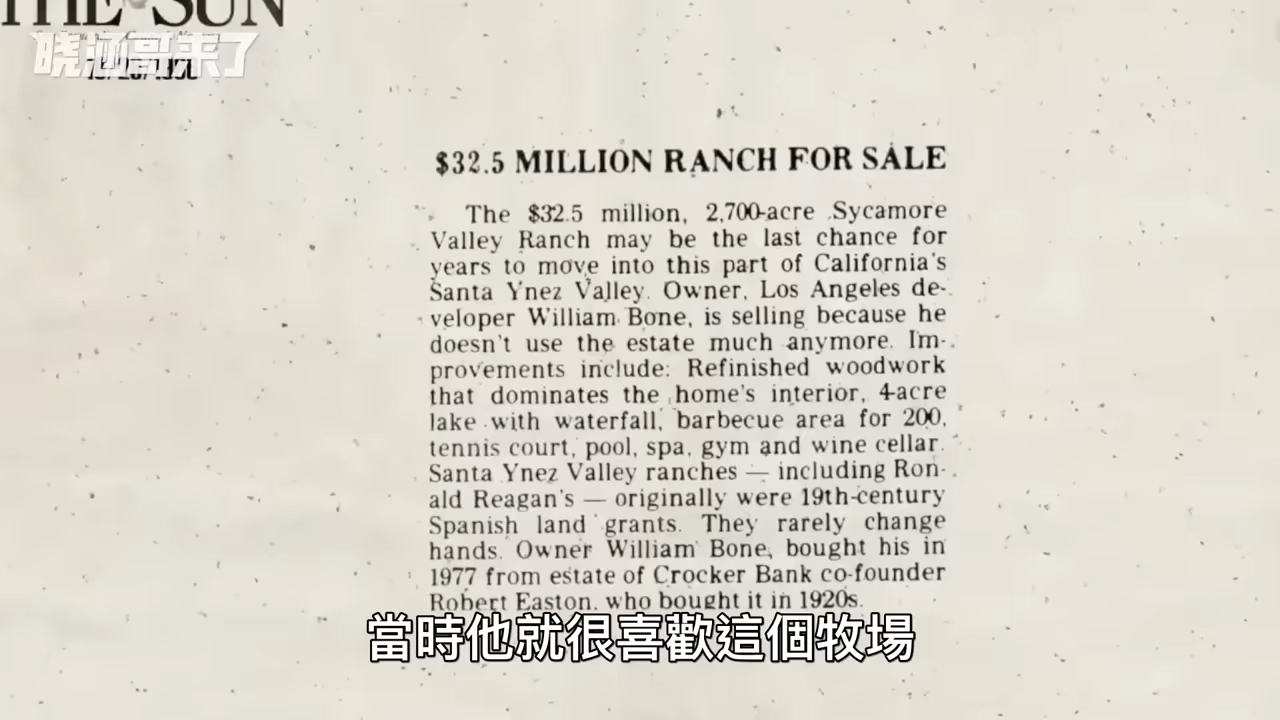 THE SUN
晓涵哥来了
$32.5 MILLION RANCH FOR SALE
The $32.5 million, 2,700-acre Sycamore
Valley Ranch may be the last chance for
years to move into this part of California's
Santa Ynez Valley. Owner, Los Angeles de-
veloper William Bone, is selling because he
doesn't use the estate much anymore. Im-
provements include: Refinished woodwork
that dominates the home's interior, 4-acre
lake with waterfall, barbecue area for 200,
tennis court, pool, spa, gym and wine cellar.
Santa Ynez Valley ranches — including Ron-
ald Reagan's — originally were 19th-century
Spanish land grants. They rarely change
hands. Owner William Bone, bought his in
1977 from estate of Crocker Bank co-founder
Robert Easton, who bought it in 1920s.
當時他就很喜歡這個牧場